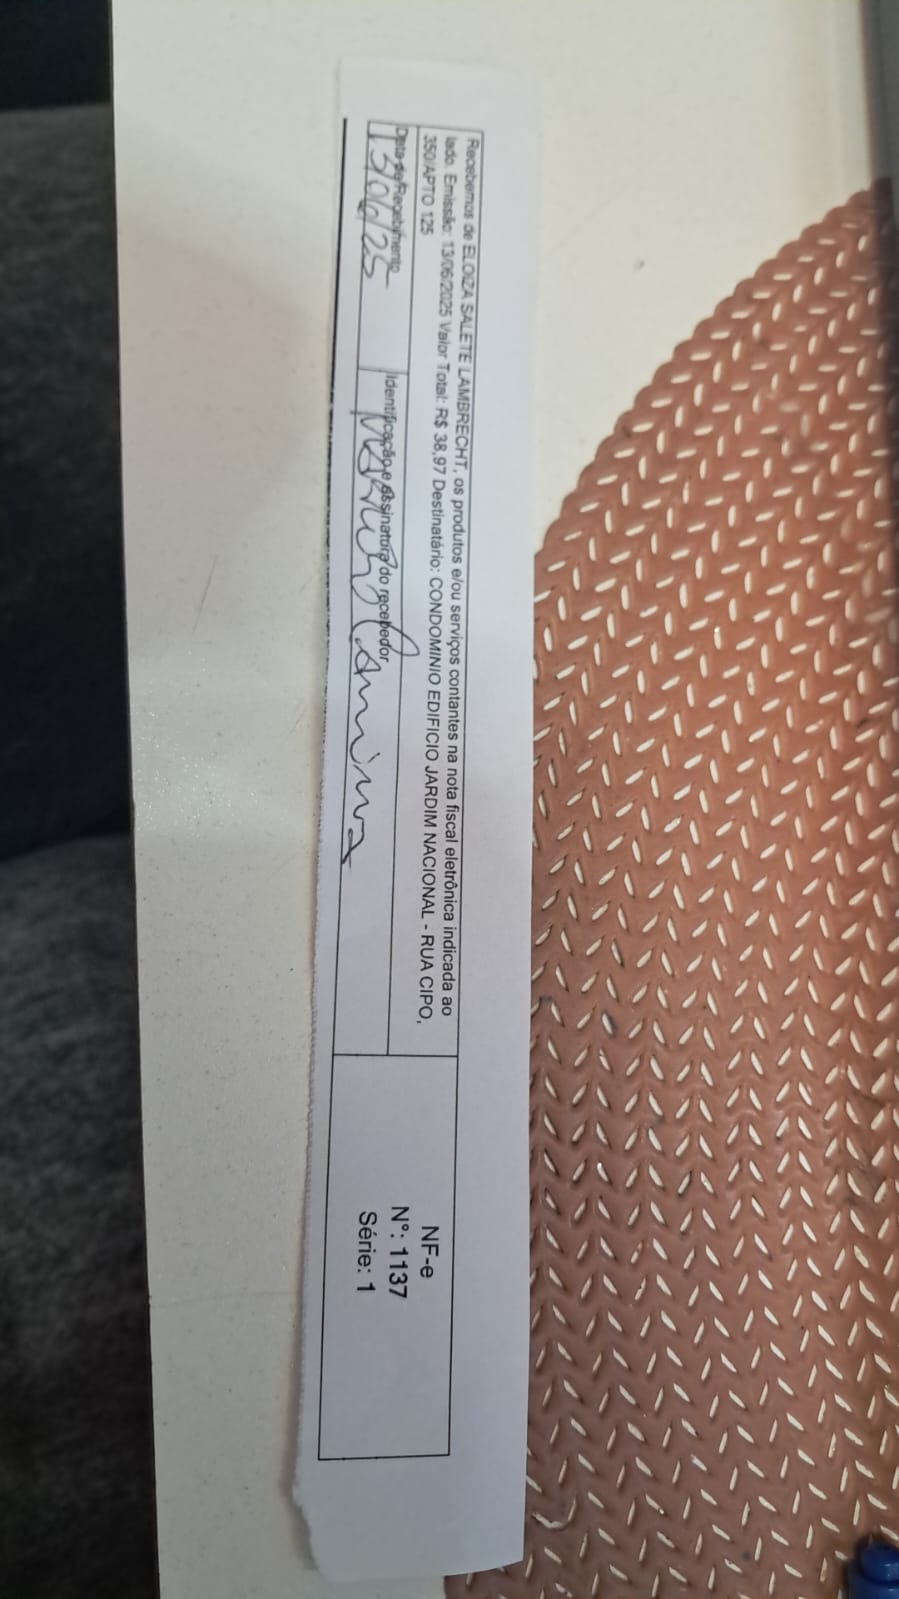 Recebemos de ELOIZA SALETE LAMBRECHT, os produtos e/ou serviços contantes na nota fiscal eletrônica indicada ao
lado. Emissão: 13/06/2025 Valor Total: R$ 38,97 Destinatário: CONDOMINIO EDIFICIO JARDIM NACIONAL - RUA CIPO,
350/APTO 125
Data de Recebimento
13/06/25
Identificação e assinatura do recebedor
NF-e
N°: 1137
Série: 1